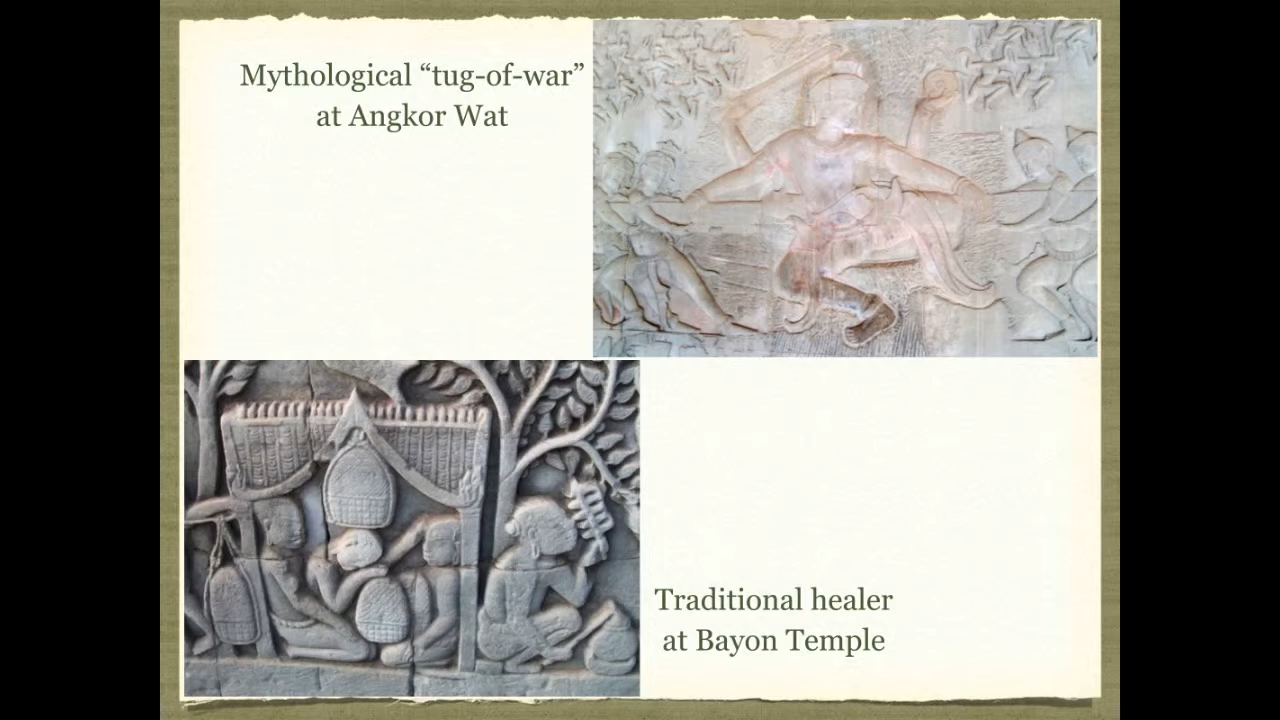 Mythological “tug-of-war”
at Angkor Wat
Traditional healer
at Bayon Temple